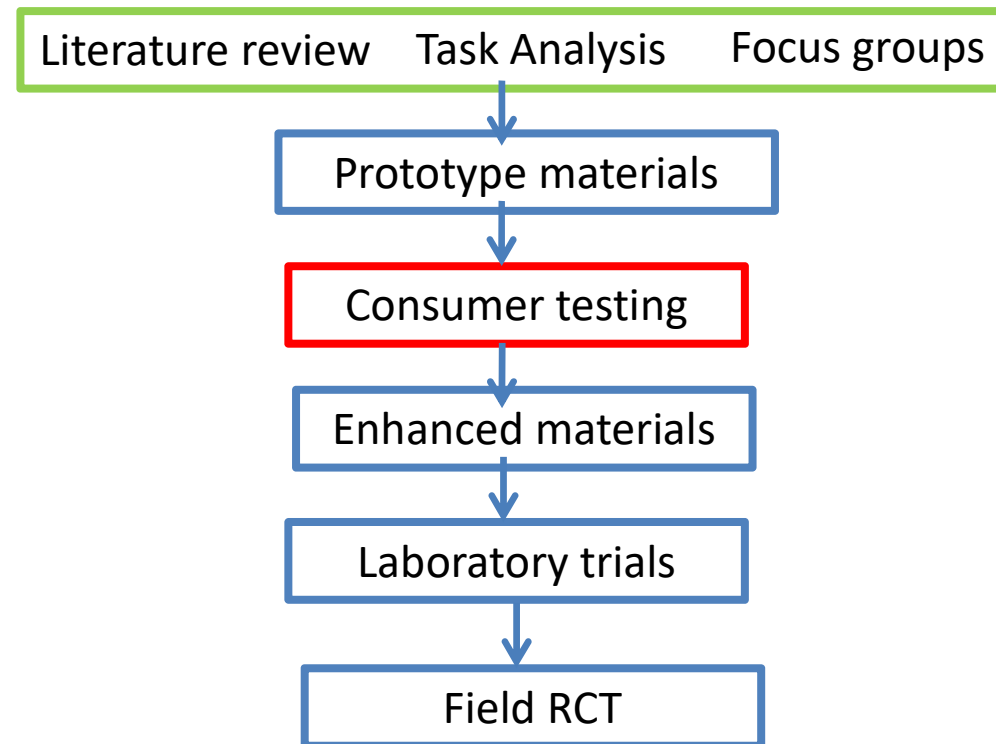 Literature review Task Analysis Focus groups
Prototype materials
Consumer testing
Enhanced materials
Laboratory trials
Field RCT